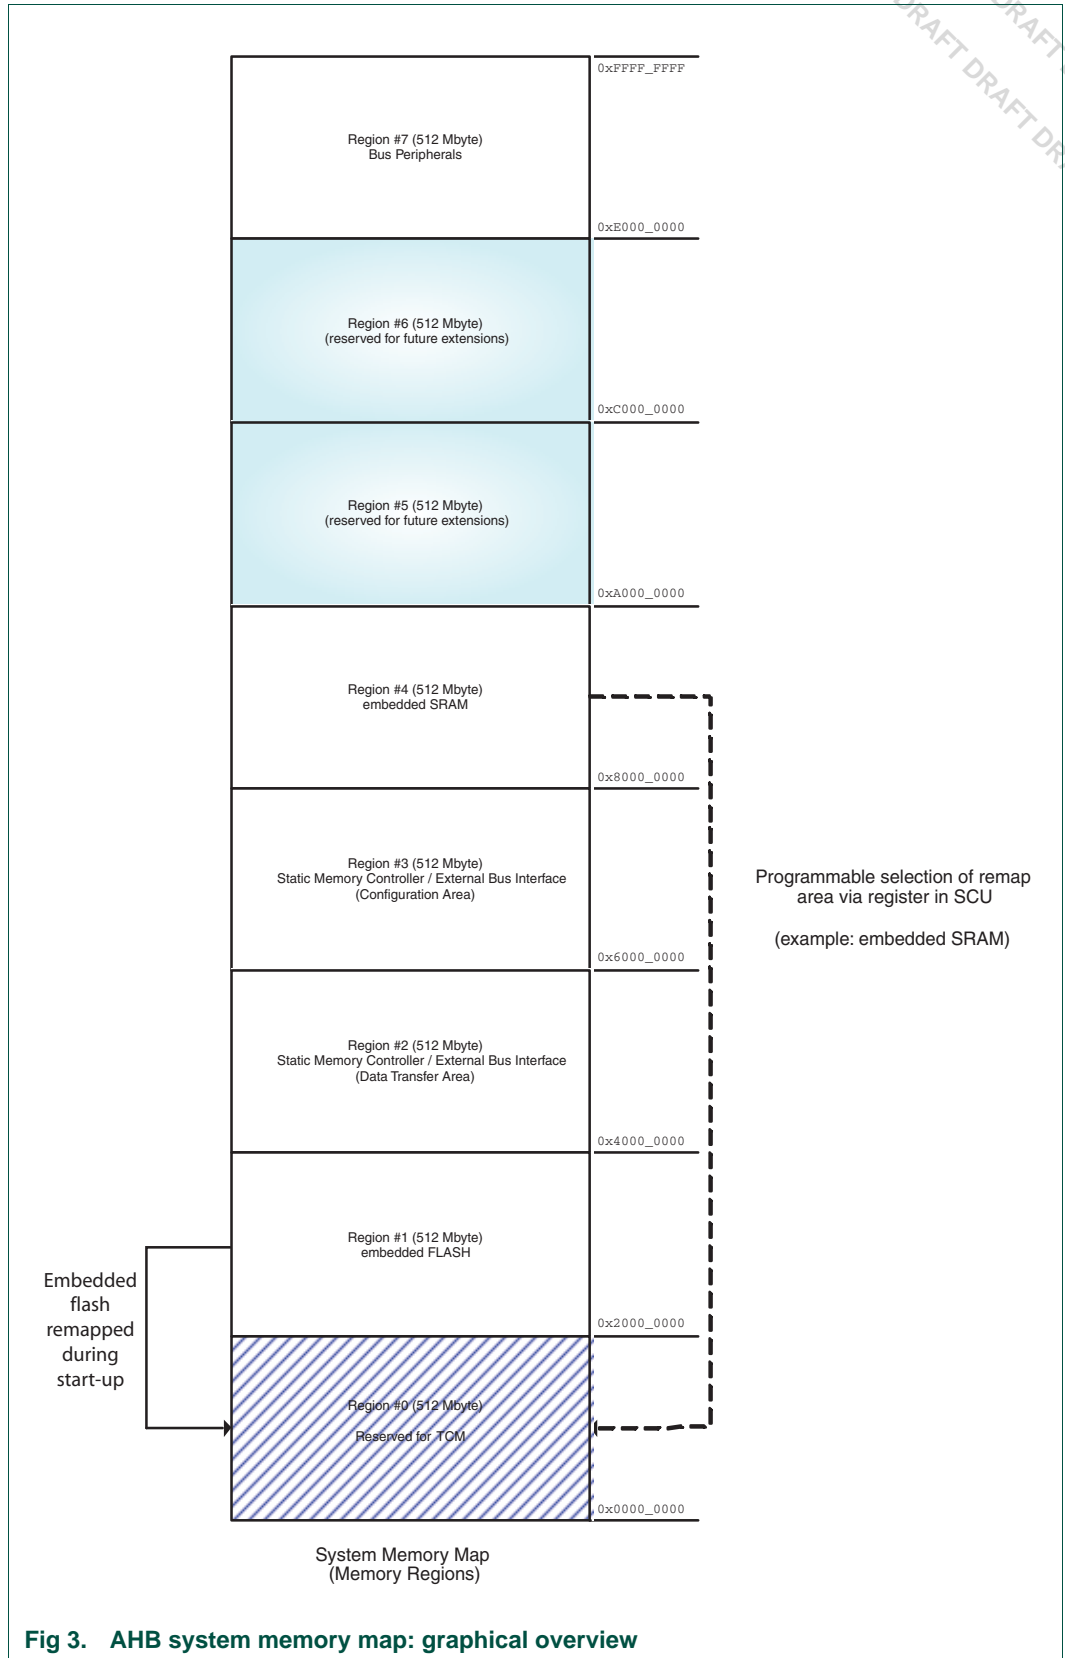 DRAFT DRAFT DRAFT
DRAFT
0xFFFF_FFFF
Region #7 (512 Mbyte)
Bus Peripherals
0xE000_0000
Region #6 (512 Mbyte)
(reserved for future extensions)
0xC000_0000
Region #5 (512 Mbyte)
(reserved for future extensions)
0xA000_0000
Region #4 (512 Mbyte)
embedded SRAM
0x8000_0000
Region #3 (512 Mbyte)
Static Memory Controller / External Bus Interface
(Configuration Area)
Programmable selection of remap
area via register in SCU
(example: embedded SRAM)
0x6000_0000
Region #2 (512 Mbyte)
Static Memory Controller / External Bus Interface
(Data Transfer Area)
0x4000_0000
Region #1 (512 Mbyte)
embedded FLASH
Embedded
flash
remapped
during
start-up
0x2000_0000
Region #0 (512 Mbyte)
Reserved for TCM
0x0000_0000
System Memory Map
(Memory Regions)
Fig 3. AHB system memory map: graphical overview